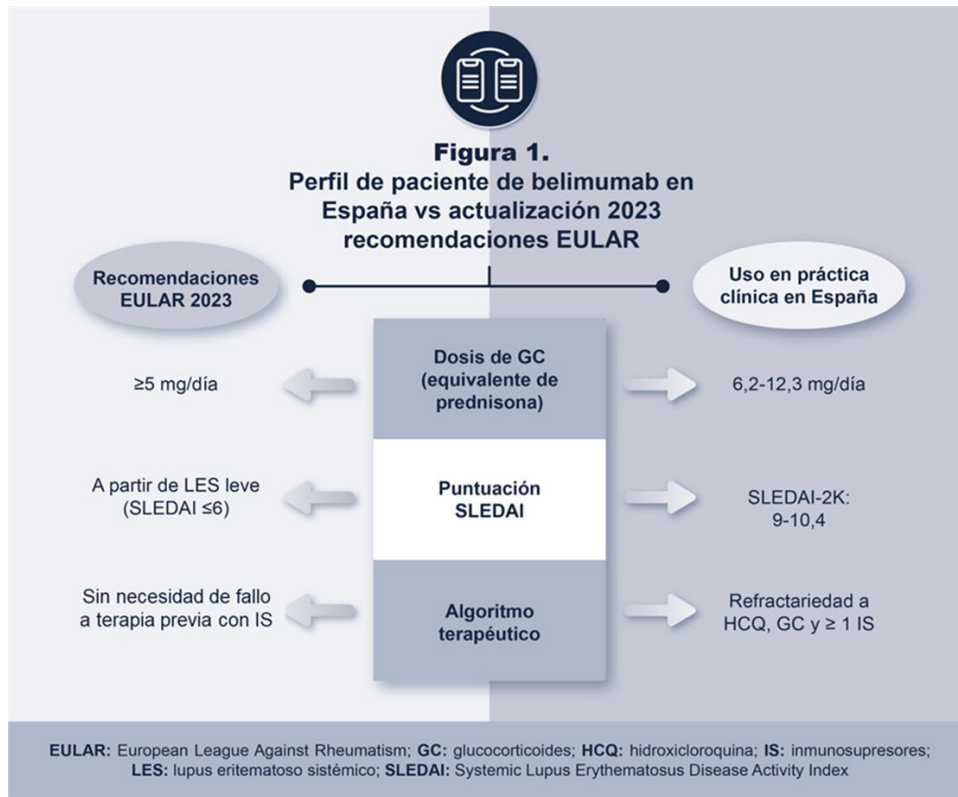 Figura 1.
Perfil de paciente de belimumab en
España vs actualización 2023
recomendaciones EULAR
Recomendaciones
EULAR 2023
Uso en práctica
clínica en España
Dosis de GC
(equivalente de
prednisona)
≥5 mg/día
6,2-12,3 mg/día
Puntuación
SLEDAI
A partir de LES leve
(SLEDAI ≤6)
SLEDAI-2K:
9-10,4
Algoritmo
terapéutico
Sin necesidad de fallo
a terapia previa con IS
Refractariedad a
HCQ, GC y ≥ 1 IS
EULAR: European League Against Rheumatism; GC: glucocorticoides; HCQ: hidroxicloroquina; IS: inmunosupresores;
LES: lupus eritematoso sistémico; SLEDAI: Systemic Lupus Erythematosus Disease Activity Index